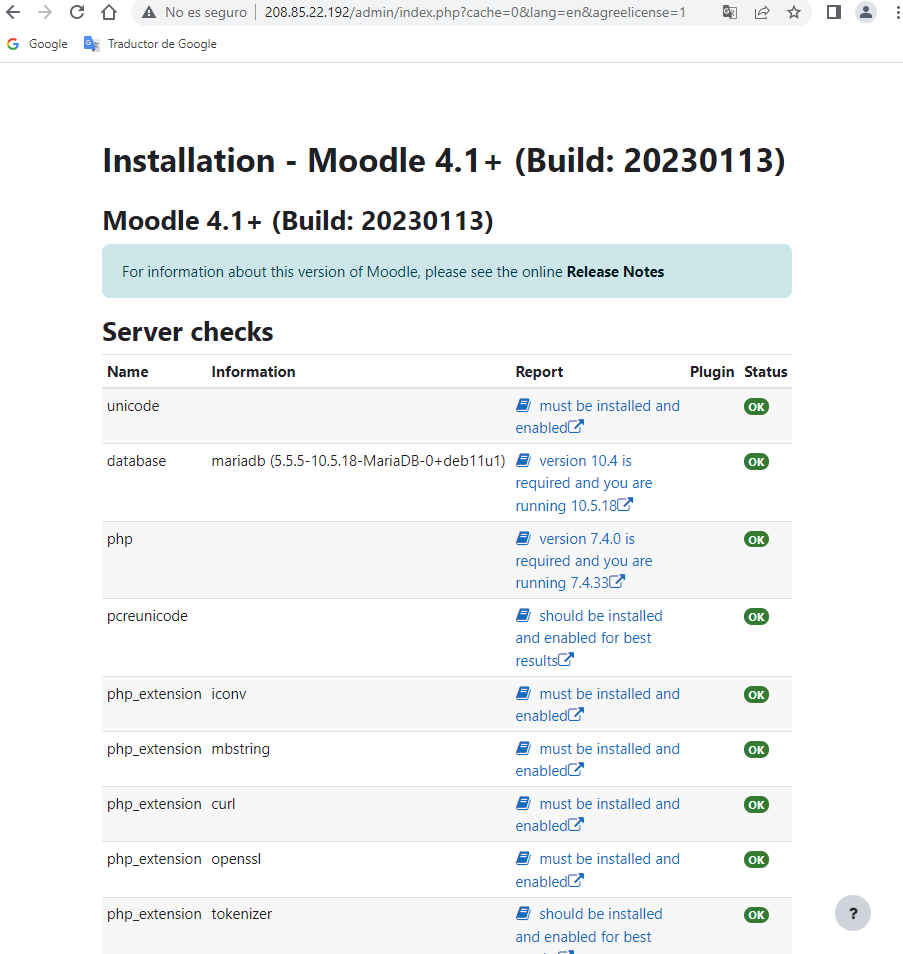 No es seguro | 208.85.22.192/admin/index.php?cache=0&lang=en&agreelicense=1
Google Traductor de Google
Installation - Moodle 4.1+ (Build: 20230113)
Moodle 4.1+ (Build: 20230113)
For information about this version of Moodle, please see the online Release Notes
Server checks
Name Information Report Plugin Status
unicode must be installed and OK
enabled
database mariadb (5.5.5-10.5.18-MariaDB-0+deb11u1) version 10.4 is OK
required and you are
running 10.5.18
php version 7.4.0 is OK
required and you are
running 7.4.33
pcreunicode should be installed OK
and enabled for best
results
php_extension iconv must be installed and OK
enabled
php_extension mbstring must be installed and OK
enabled
php_extension curl must be installed and OK
enabled
php_extension openssl must be installed and OK
enabled
php_extension tokenizer should be installed OK
and enabled for best
?